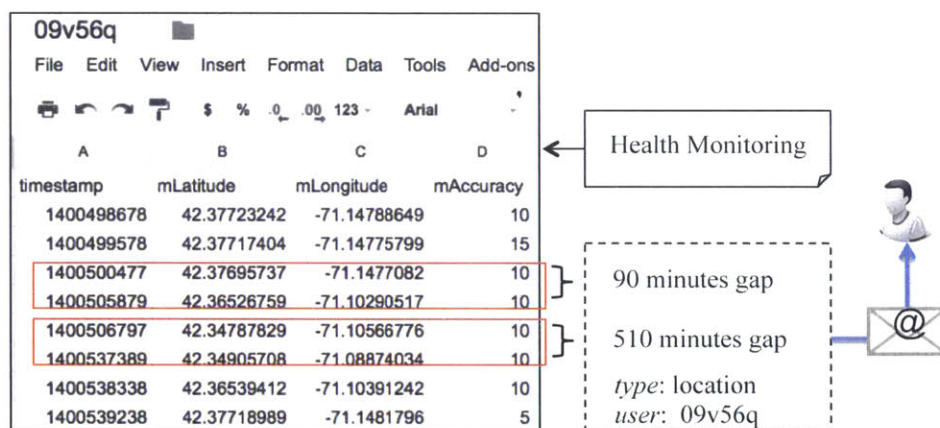 09v56q
File Edit View Insert Format Data Tools Add-ons
$ % .0 .00 123 Arial
A B C D
timestamp mLatitude mLongitude mAccuracy
1400498678 42.37723242 -71.14788649 10
1400499578 42.37717404 -71.14775799 15
1400500477 42.37695737 -71.1477082 10
1400505879 42.36526759 -71.10290517 10
1400506797 42.34787829 -71.10566776 10
1400537389 42.34905708 -71.08874034 10
1400538338 42.36539412 -71.10391242 10
1400539238 42.37718989 -71.1481796 5
Health Monitoring
90 minutes gap
510 minutes gap
type: location
user: 09v56q
@